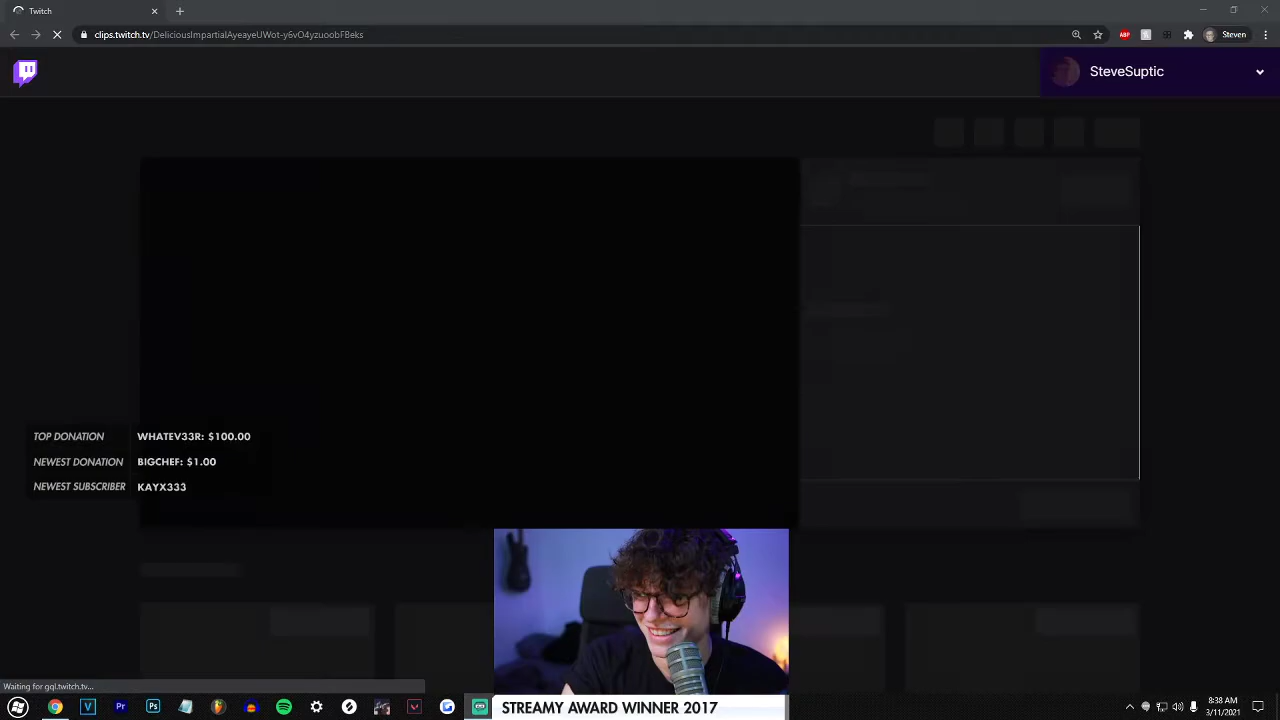 Twitch
clips.twitch.tv/DeliciousImpartialAyeayeUWot-y6vO4yzuoobFBeks
ABP
Steven
SteveSuptic
TOP DONATION WHATEV33R: $100.00
NEWEST DONATION BIGCHEF: $1.00
NEWEST SUBSCRIBER KAYX333
Waiting for gql.twitch.tv...
STREAMY AWARD WINNER 2017
8:38 AM
3/11/2021